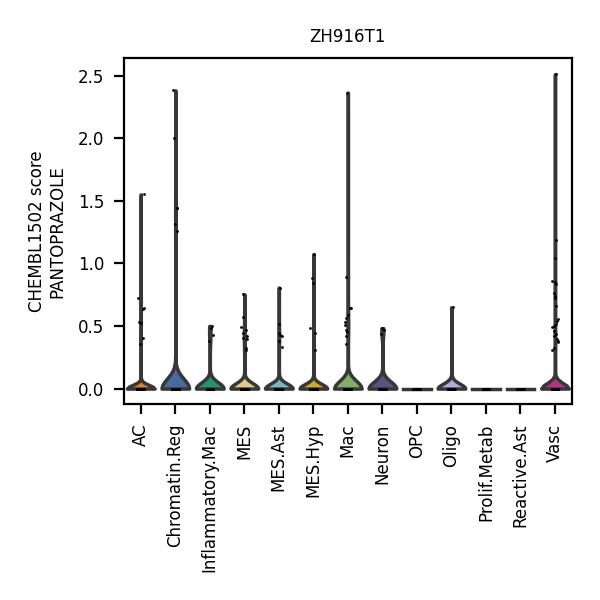 ZH916T1
CHEMBL1502 score
PANTOPRAZOLE
2.5
2.0
1.5
1.0
0.5
0.0
AC
Chromatin.Reg
Inflammatory.Mac
MES
MES.Ast
MES.Hyp
Mac
Neuron
OPC
Oligo
Prolif.Metab
Reactive.Ast
Vasc